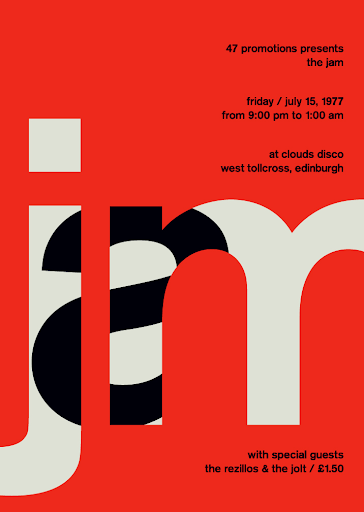 47 promotions presents
the jam
friday / july 15, 1977
from 9:00 pm to 1:00 am
at clouds disco
west tollcross, edinburgh
jam
with special guests
the rezillos & the jolt / £1.50